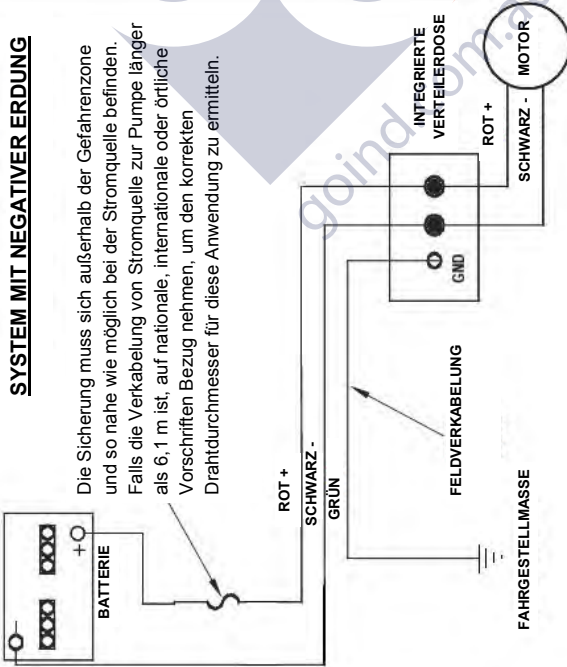 SYSTEM MIT NEGATIVER ERDUNG
Die Sicherung muss sich außerhalb der Gefahrenzone
und so nahe wie möglich bei der Stromquelle befinden.
Falls die Verkabelung von Stromquelle zur Pumpe länger
als 6,1 m ist, auf nationale, internationale oder örtliche
Vorschriften Bezug nehmen, um den korrekten
Drahtdurchmesser für diese Anwendung zu ermitteln.
-
+
BATTERIE
ROT +
SCHWARZ -
GRÜN
INTEGRIERTE
VERTEILERDOSE
GND
ROT +
SCHWARZ -
MOTOR
FELDVERKABELUNG
FAHRGESTELLMASSE